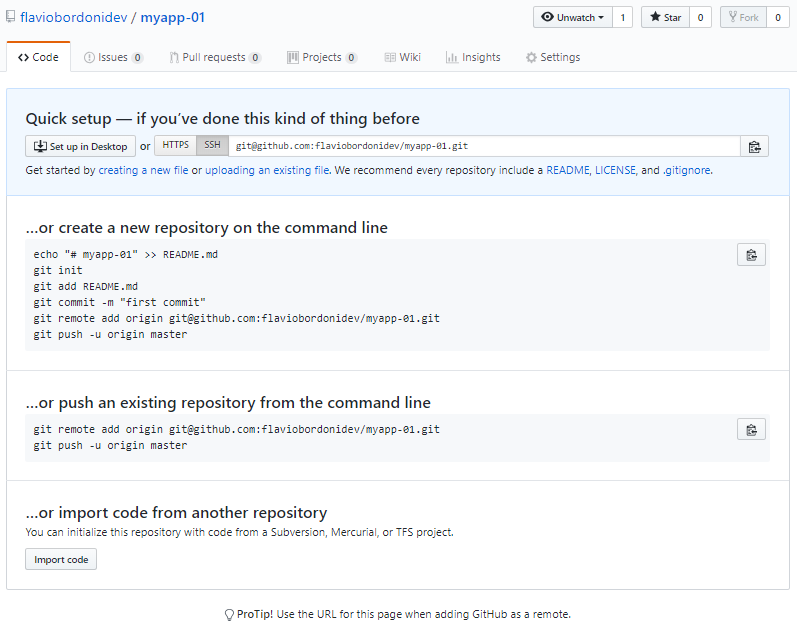 flaviobordonidev / myapp-01
Unwatch 1 Star 0 Fork 0
Code Issues 0 Pull requests 0 Projects 0 Wiki Insights Settings
Quick setup — if you’ve done this kind of thing before
Set up in Desktop or HTTPS SSH git@github.com:flaviobordonidev/myapp-01.git
Get started by creating a new file or uploading an existing file. We recommend every repository include a README, LICENSE, and .gitignore.
…or create a new repository on the command line
echo "# myapp-01" >> README.md
git init
git add README.md
git commit -m "first commit"
git remote add origin git@github.com:flaviobordonidev/myapp-01.git
git push -u origin master
…or push an existing repository from the command line
git remote add origin git@github.com:flaviobordonidev/myapp-01.git
git push -u origin master
…or import code from another repository
You can initialize this repository with code from a Subversion, Mercurial, or TFS project.
Import code
ProTip! Use the URL for this page when adding GitHub as a remote.